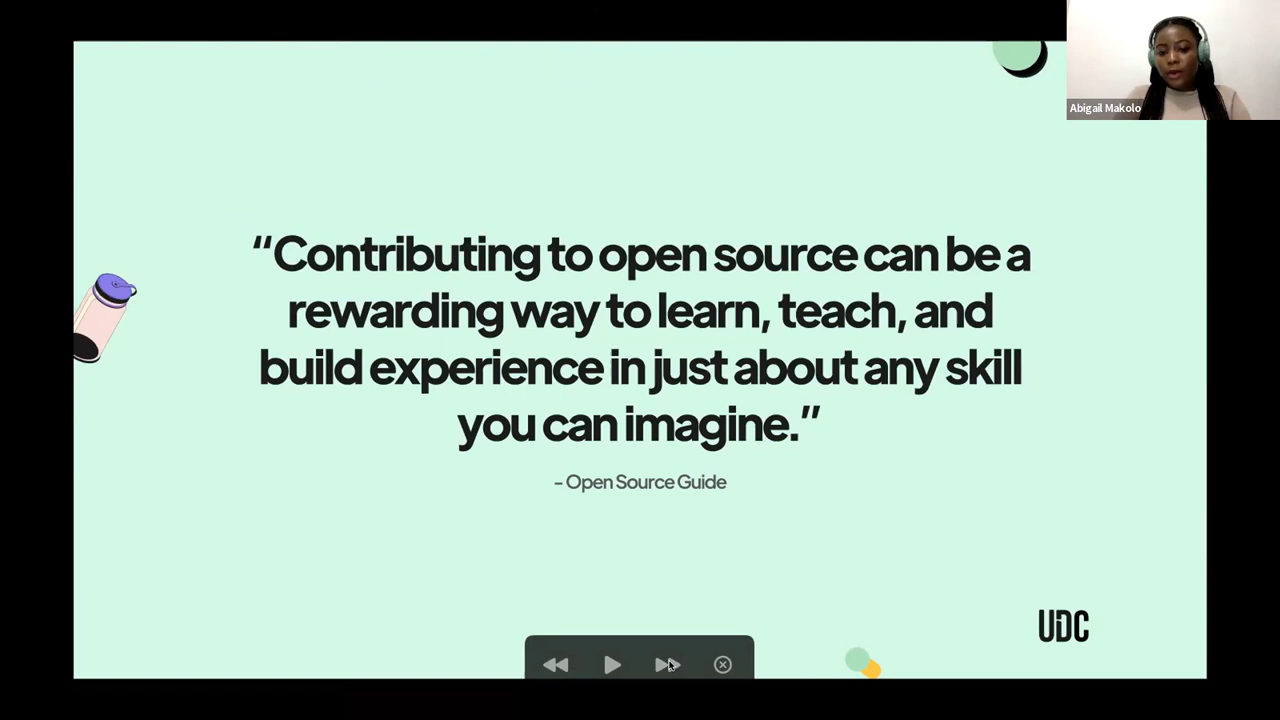 Abigail Makolo
“Contributing to open source can be a
rewarding way to learn, teach, and
build experience in just about any skill
you can imagine.”
- Open Source Guide
UDC